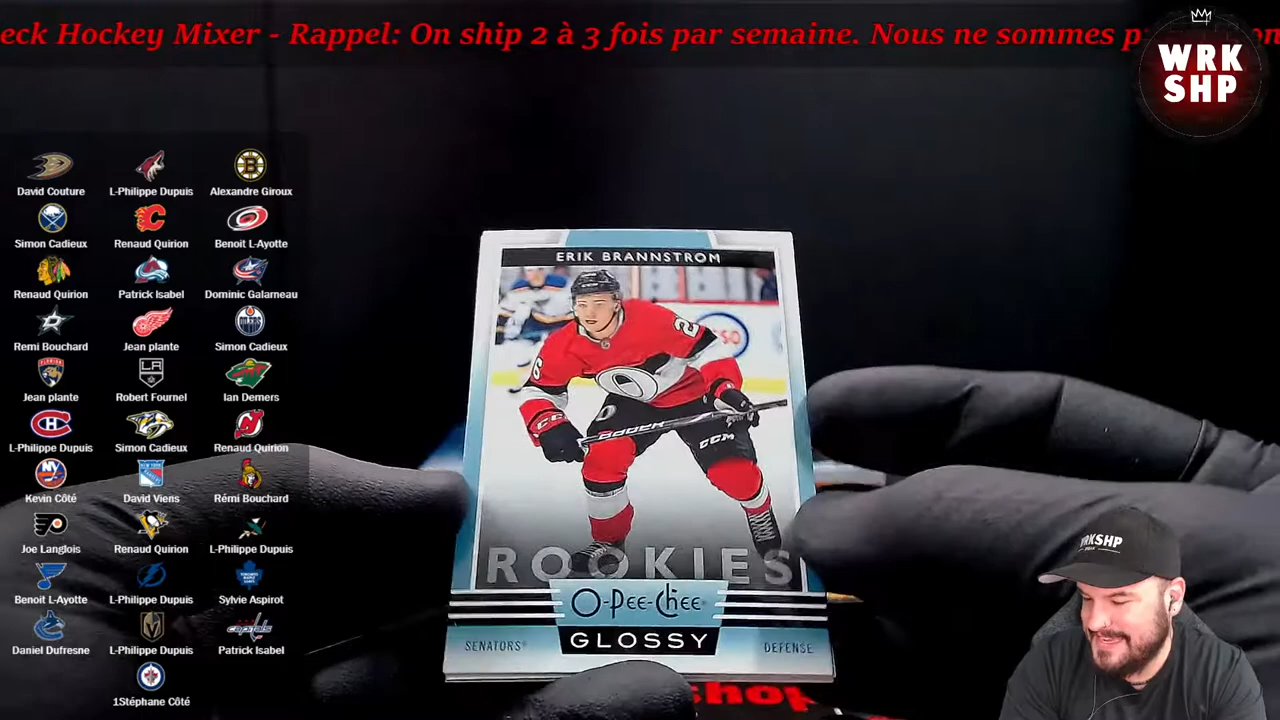 eck Hockey Mixer - Rappel: On ship 2 à 3 fois par semaine. Nous ne sommes p
WRK
SHP
David Couture
L-Philippe Dupuis
Alexandre Giroux
Simon Cadieux
Renaud Quirion
Benoit L-Ayotte
Renaud Quirion
Patrick Isabel
Dominic Galarneau
Remi Bouchard
Jean plante
Simon Cadieux
Jean plante
Robert Fournel
Ian Demers
L-Philippe Dupuis
Simon Cadieux
Renaud Quirion
Kevin Côté
David Viens
Rémi Bouchard
Joe Langlois
Renaud Quirion
L-Philippe Dupuis
Benoit L-Ayotte
L-Philippe Dupuis
Sylvie Aspirot
Daniel Dufresne
L-Philippe Dupuis
Patrick Isabel
1Stéphane Côté
ERIK BRANNSTROM
26
CCM
ROOKIES
O-Pee-Chee
GLOSSY
SENATORS
DEFENSE
WRKSHP
shop